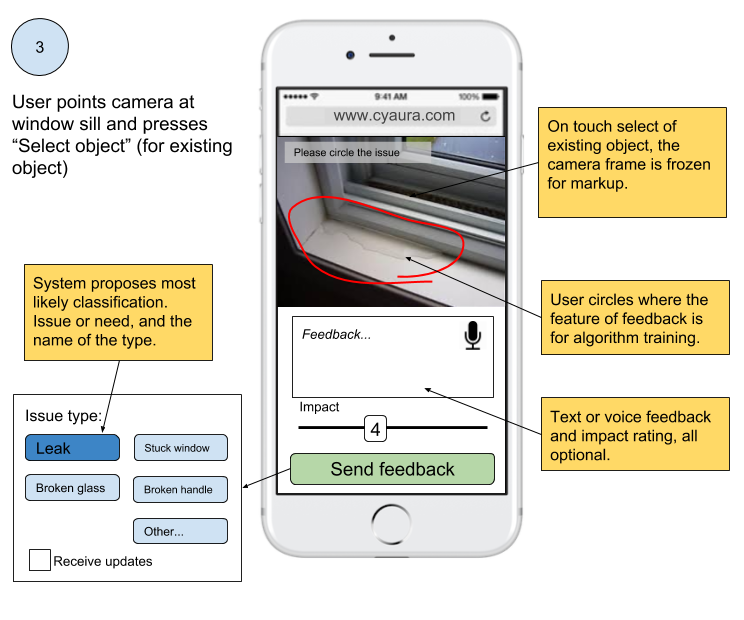 3
User points camera at
window sill and presses
“Select object” (for existing
object)
9:41 AM
100%
www.cyaura.com
Please circle the issue
On touch select of
existing object, the
camera frame is frozen
for markup.
System proposes most
likely classification.
Issue or need, and the
name of the type.
User circles where the
feature of feedback is
for algorithm training.
Feedback...
Impact
4
Text or voice feedback
and impact rating, all
optional.
Send feedback
Issue type:
Leak
Stuck window
Broken glass
Broken handle
Other...
Receive updates